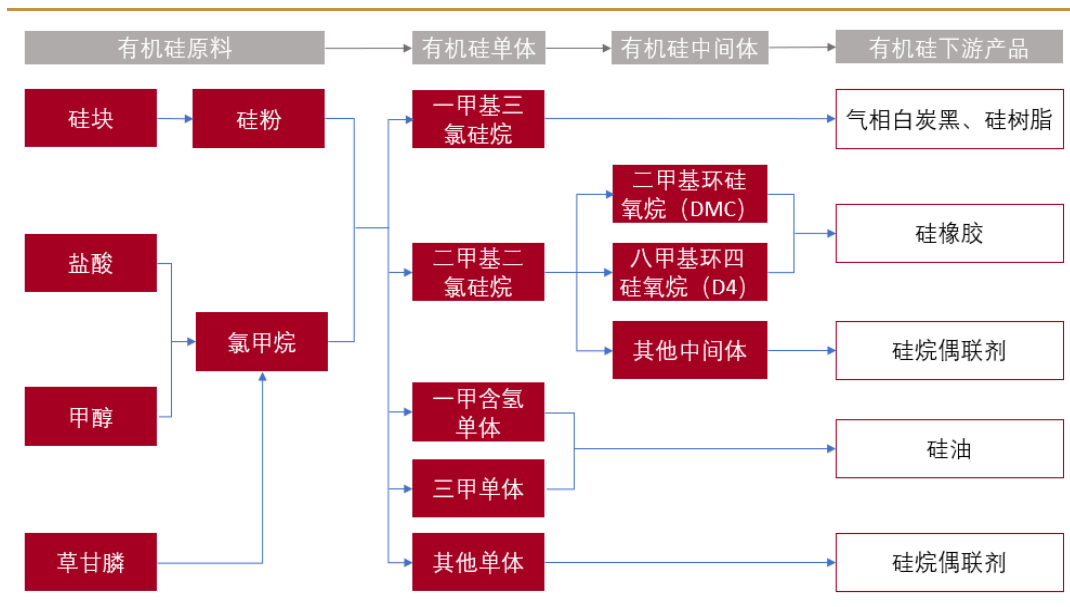 有机硅原料
有机硅单体
有机硅中间体
有机硅下游产品
硅块
硅粉
一甲基三
氯硅烷
气相白炭黑、硅树脂
二甲基环硅
氧烷（DMC）
硅橡胶
盐酸
二甲基二
氯硅烷
八甲基环四
硅氧烷（D4）
氯甲烷
其他中间体
硅烷偶联剂
甲醇
一甲含氢
单体
硅油
三甲单体
草甘膦
其他单体
硅烷偶联剂